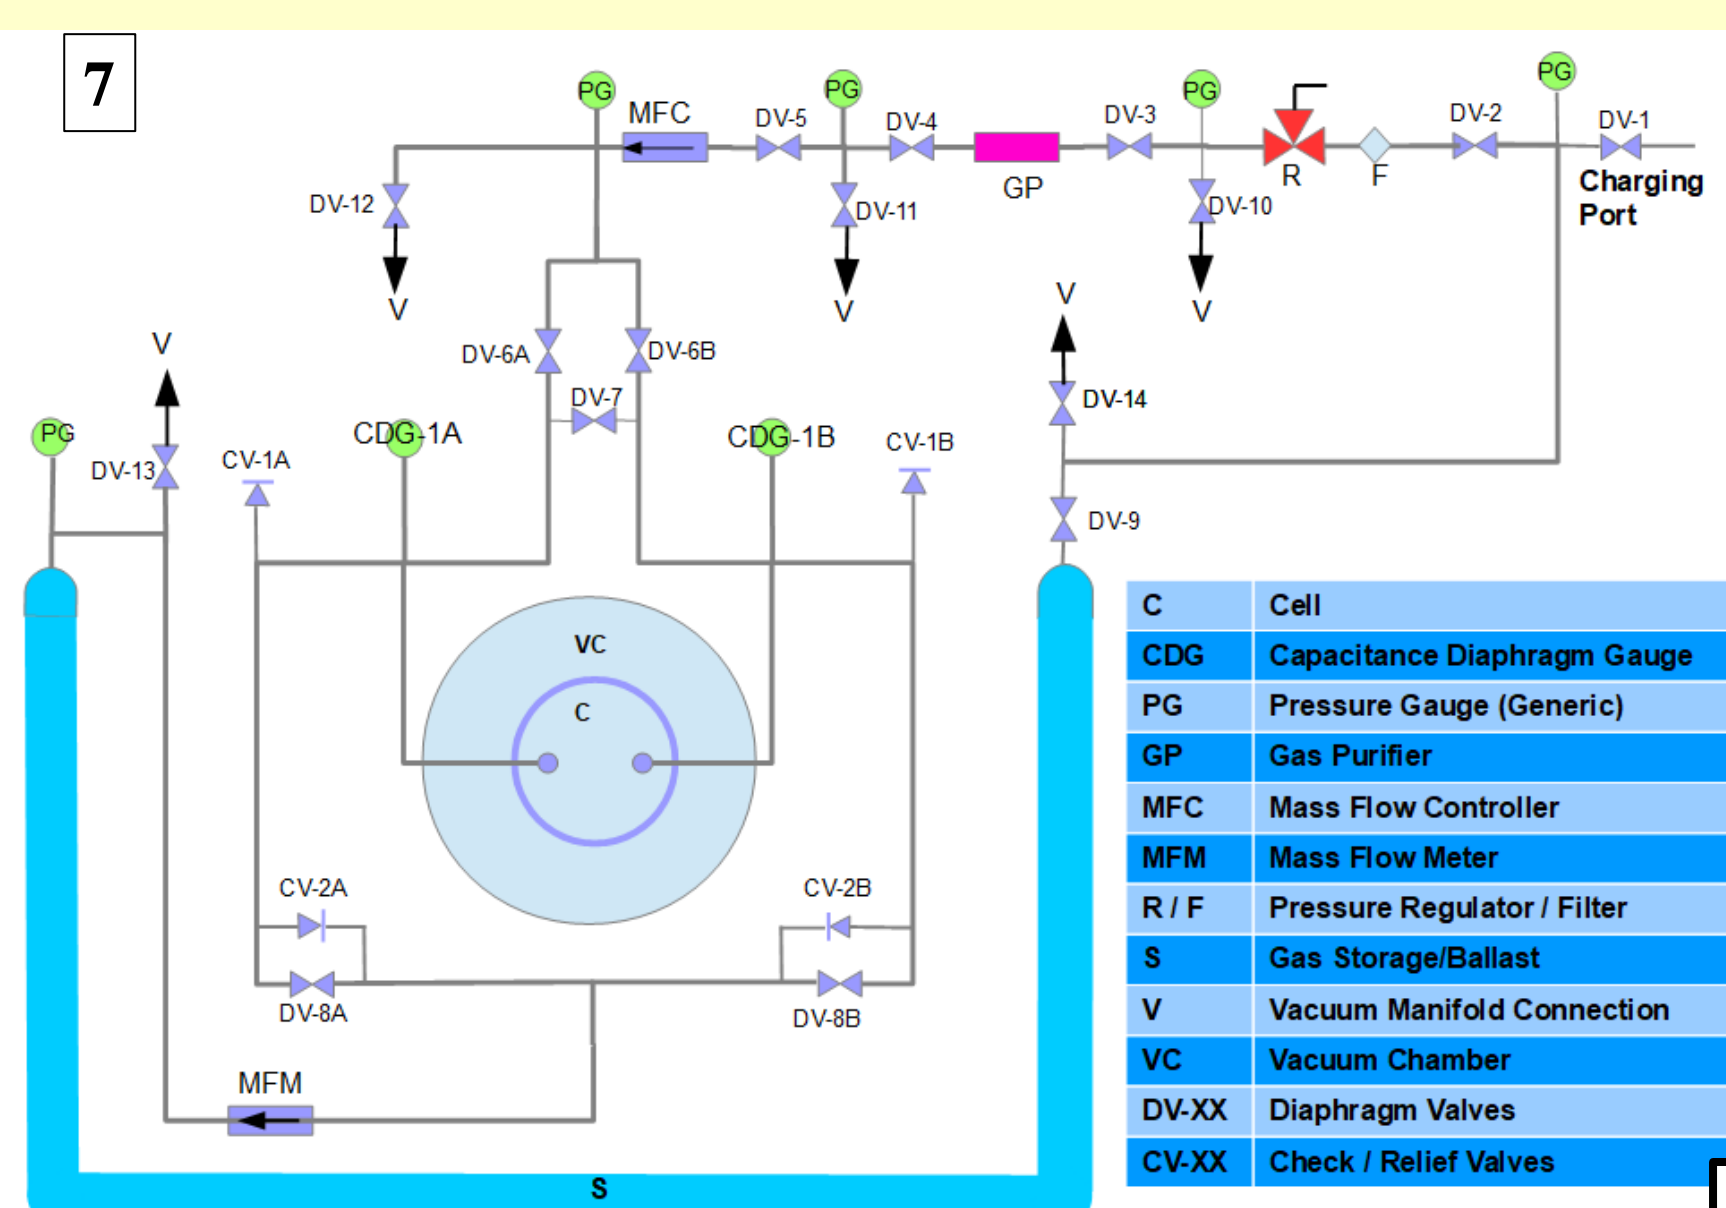 7
PG
PG
PG
PG
MFC
DV-5
DV-4
DV-3
DV-2
DV-1
GP
R
F
Charging
Port
DV-12
DV-11
DV-10
V
V
V
V
V
DV-6A
DV-6B
DV-7
DV-14
PG
DV-13
CV-1A
CDG-1A
CDG-1B
CV-1B
DV-9
VC
C
CV-2A
CV-2B
DV-8A
DV-8B
MFM
S
C Cell
CDG Capacitance Diaphragm Gauge
PG Pressure Gauge (Generic)
GP Gas Purifier
MFC Mass Flow Controller
MFM Mass Flow Meter
R / F Pressure Regulator / Filter
S Gas Storage/Ballast
V Vacuum Manifold Connection
VC Vacuum Chamber
DV-XX Diaphragm Valves
CV-XX Check / Relief Valves